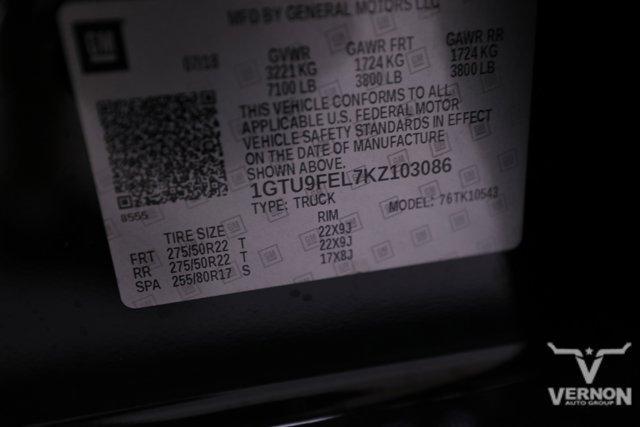 MFD BY GENERAL MOTORS LLC
GM
07/18
GVWR GAWR FRT GAWR RR
3221 KG 1724 KG 1724 KG
7100 LB 3800 LB 3800 LB
THIS VEHICLE CONFORMS TO ALL
APPLICABLE U.S. FEDERAL MOTOR
VEHICLE SAFETY STANDARDS IN EFFECT
ON THE DATE OF MANUFACTURE
SHOWN ABOVE.
1GTU9FEL7KZ103086
8555
TYPE: TRUCK MODEL: 76TK10543
TIRE SIZE RIM
FRT 275/50R22 T 22X9J
RR 275/50R22 T 22X9J
SPA 255/80R17 S 17X8J
VERNON
AUTO GROUP